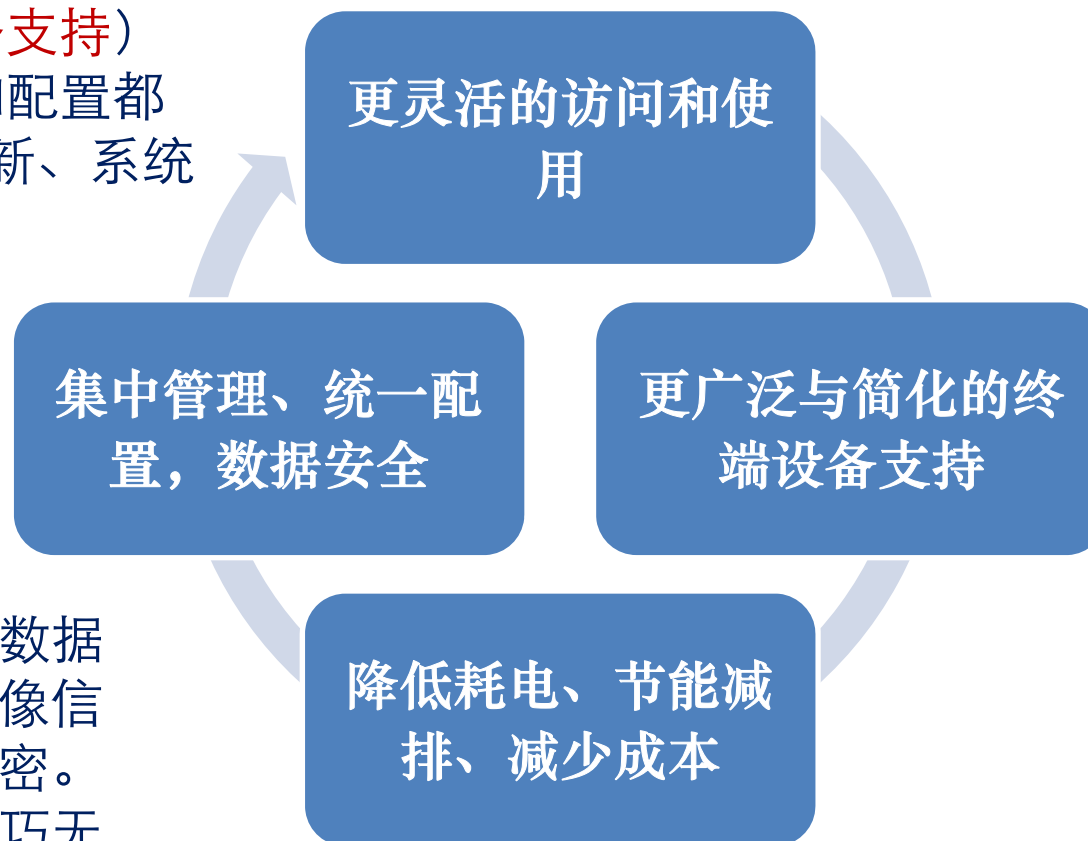 支持）
配置都
新、系统
更灵活的访问和使
用
集中管理、统一配
置，数据安全
更广泛与简化的终
端设备支持
数据
像信
密。
巧无
降低耗电、节能减
排、减少成本